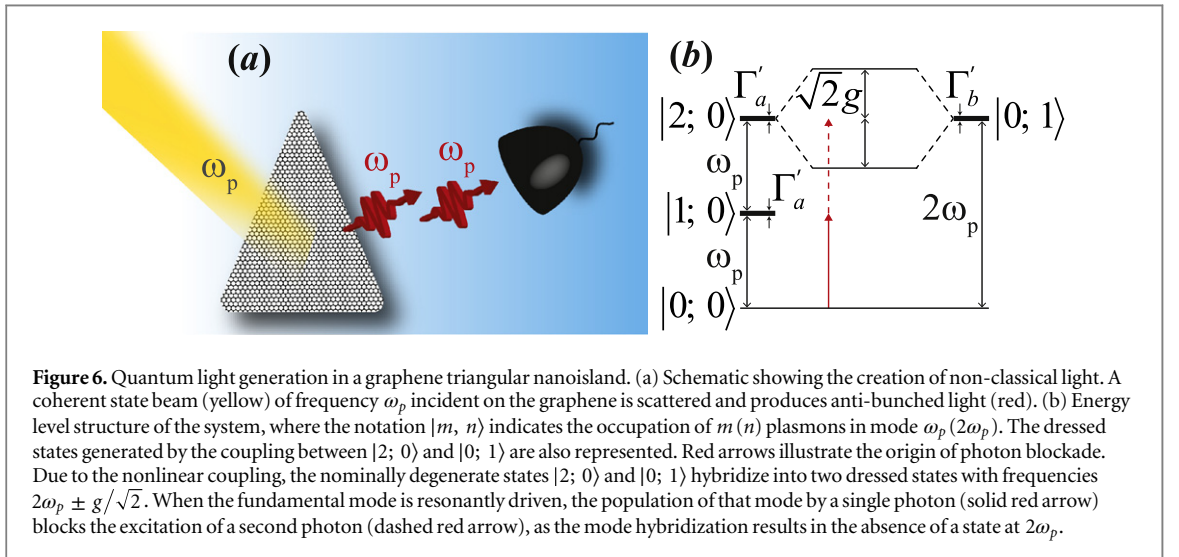 (a)
ωp
ωp
ωp
(b)
Γ′a
√2g
Γ′b
|2; 0⟩
|0; 1⟩
ωp
Γ′a
|1; 0⟩
2ωp
ωp
|0; 0⟩
Figure 6. Quantum light generation in a graphene triangular nanoisland. (a) Schematic showing the creation of non-classical light. A
coherent state beam (yellow) of frequency ωp incident on the graphene is scattered and produces anti-bunched light (red). (b) Energy
level structure of the system, where the notation |m, n⟩ indicates the occupation of m (n) plasmons in mode ωp (2ωp). The dressed
states generated by the coupling between |2; 0⟩ and |0; 1⟩ are also represented. Red arrows illustrate the origin of photon blockade.
Due to the nonlinear coupling, the nominally degenerate states |2; 0⟩ and |0; 1⟩ hybridize into two dressed states with frequencies
2ωp ± g/√2. When the fundamental mode is resonantly driven, the population of that mode by a single photon (solid red arrow)
blocks the excitation of a second photon (dashed red arrow), as the mode hybridization results in the absence of a state at 2ωp.